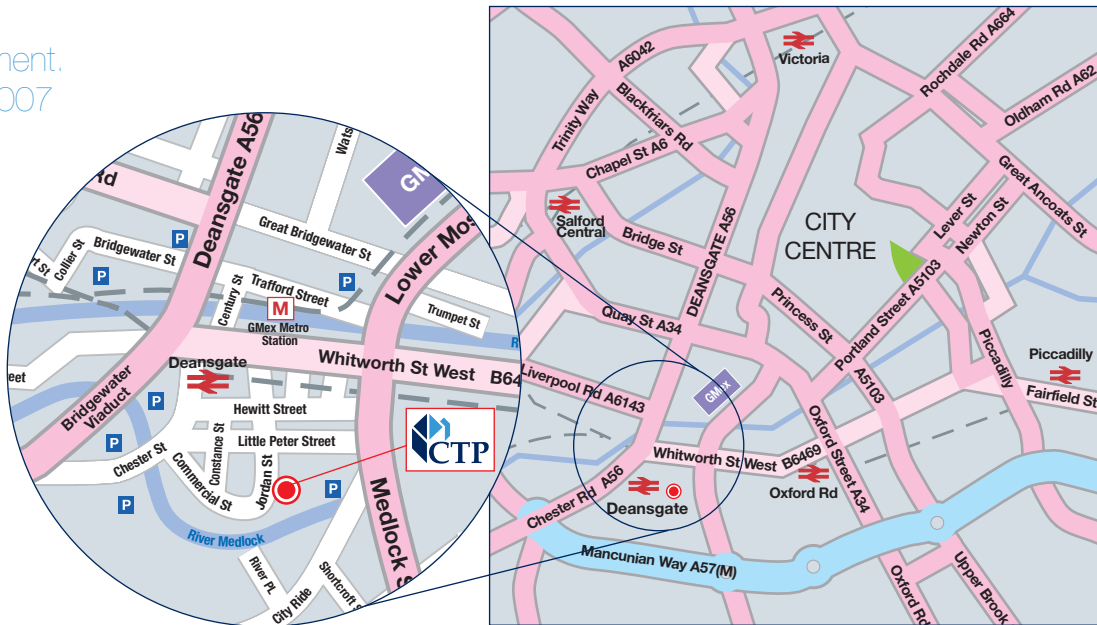 ment.
007
Deansgate A56
Rd
Wats
GM
Great Bridgewater St
Lower Mos
P
Bridgewater St
Collier St
rt St
P
Century St
Trafford Street
P
M
GMex Metro
Station
Trumpet St
R
Whitworth St West B64
Deansgate
eet
Bridgewater
Viaduct
P
Hewitt Street
Little Peter Street
Constance St
P
Chester St
Commercial St
Jordan St
P
P
CTP
River Medlock
Medlock S
River PL
City Ride
Shortcroft S
A6042
Victoria
Rochdale Rd A664
Oldham Rd A62
Trinity Way
Blackfriars Rd
Chapel St A6
Great Ancoats St
Salford
Central
Bridge St
DEANSGATE A56
CITY
CENTRE
Lever St
Newton St
Quay St A34
Princess St
Portland Street A5103
Piccadilly
Piccadilly
Fairfield St
Liverpool Rd A6143
GMex
A5103
Oxford Street A34
Whitworth St West B6469
Oxford Rd
Chester Rd A56
Deansgate
Mancunian Way A57(M)
Oxford Rd
Upper Brook